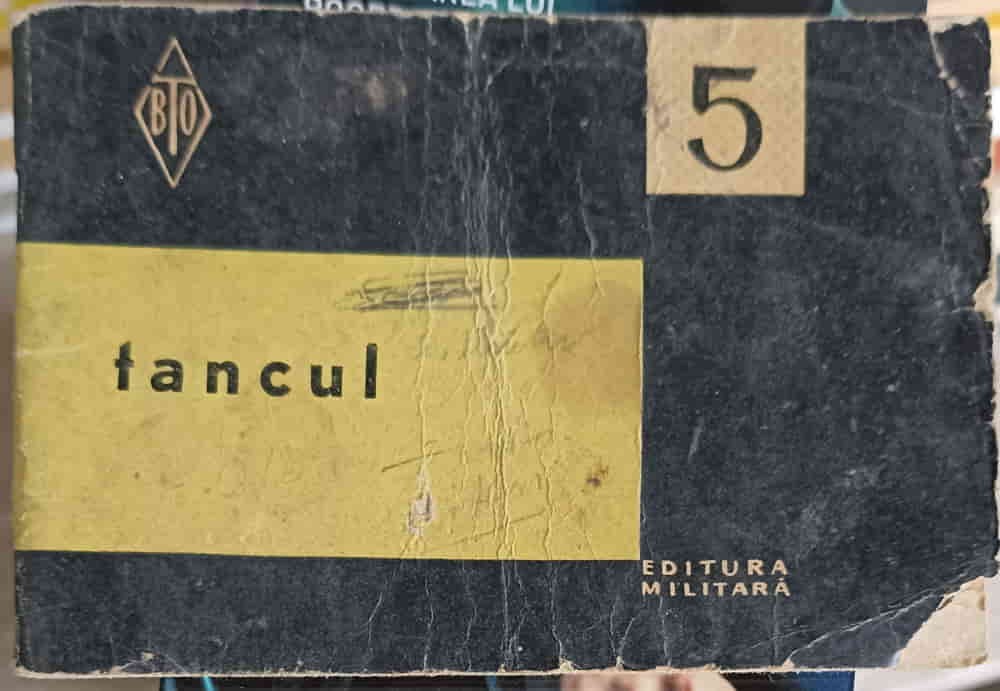 BTO
5
tancul
EDITURA
MILITARĂ